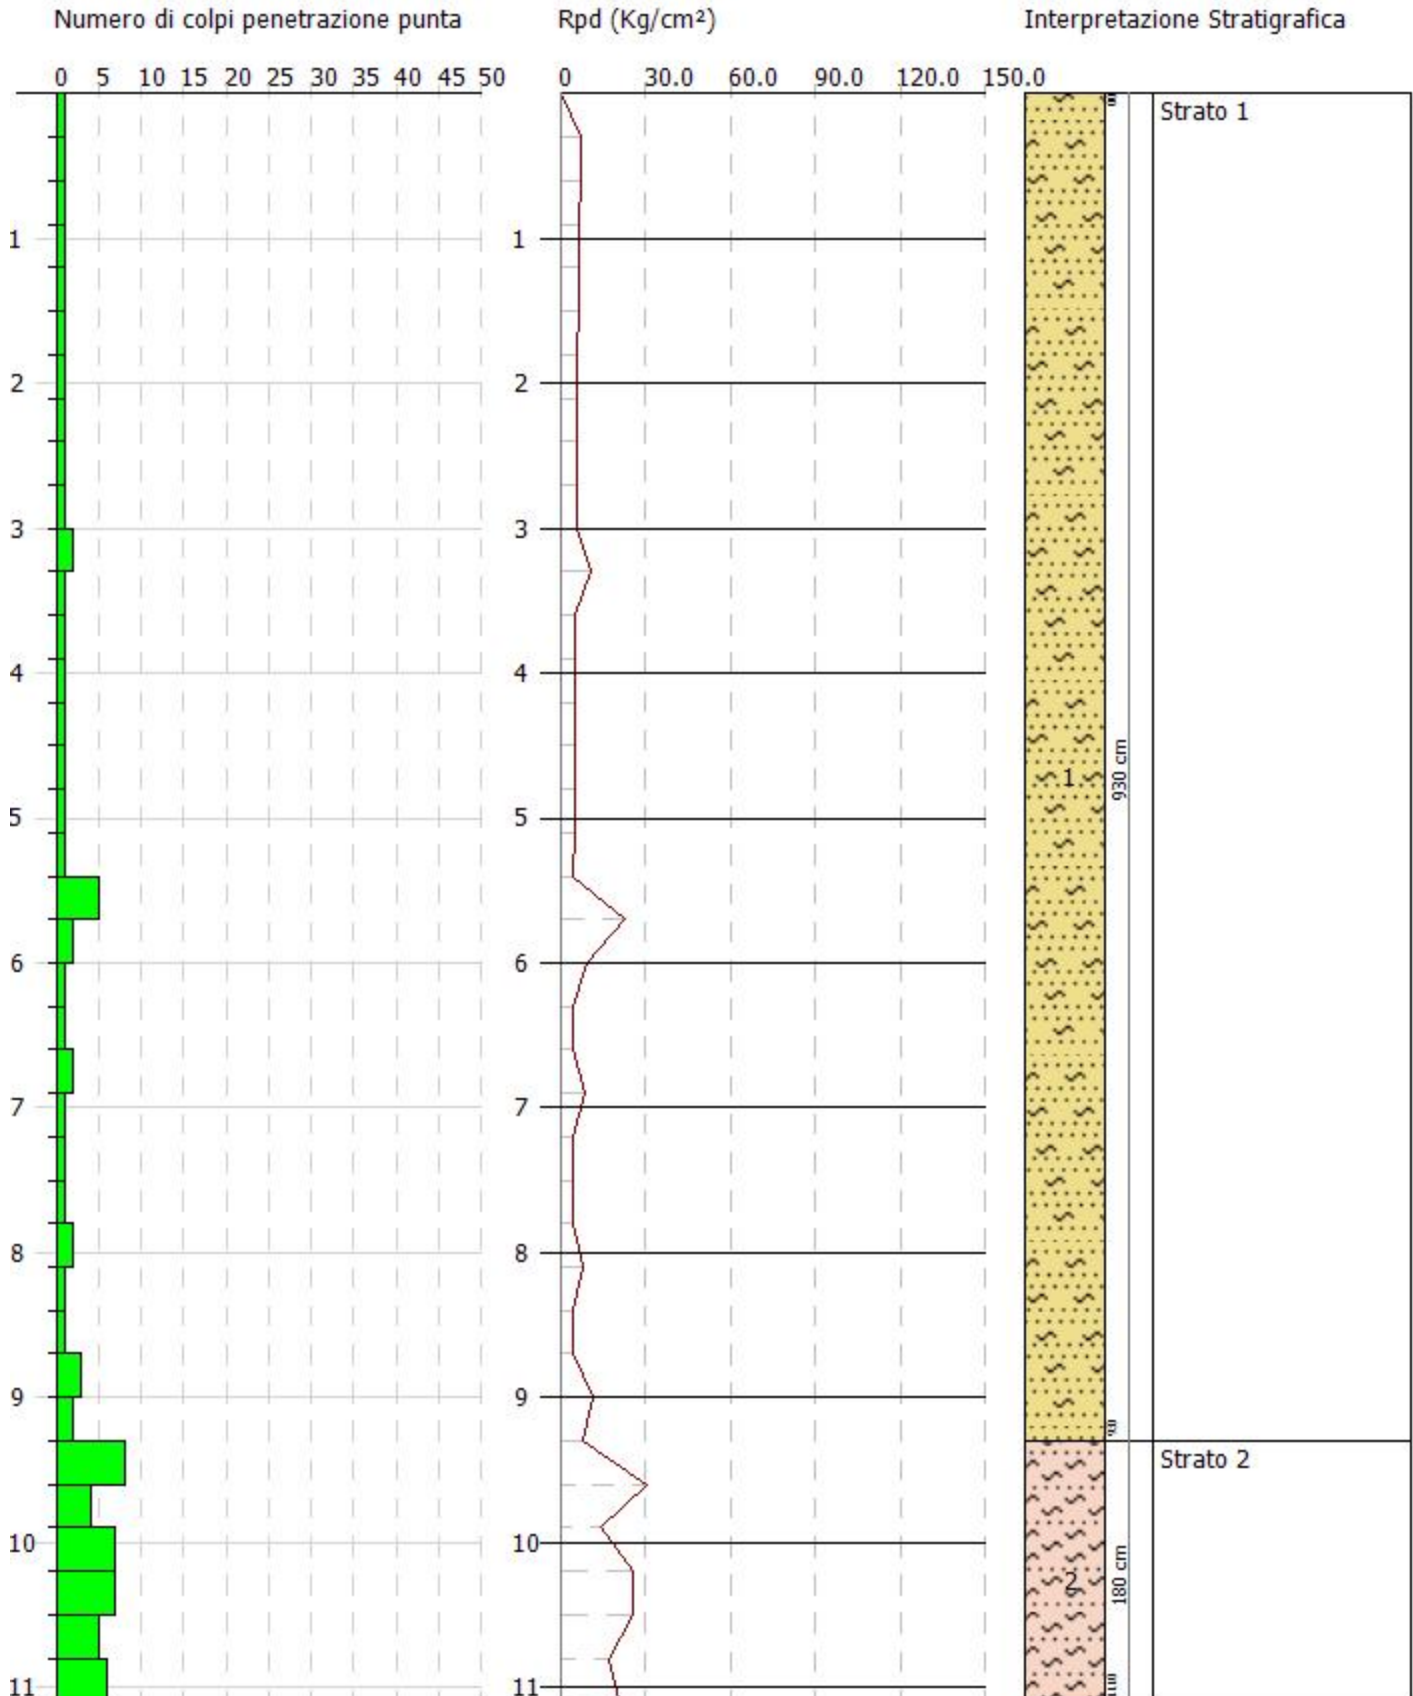 Numero di colpi penetrazione punta
Rpd (Kg/cm²)
Interpretazione Stratigrafica
0 5 10 15 20 25 30 35 40 45 50
0 30.0 60.0 90.0 120.0 150.0
Strato 1
1 1
2 2
3 3
4 4
930 cm
1
5 5
6 6
7 7
8 8
9 9
Strato 2
10 10
180 cm
2
11 11